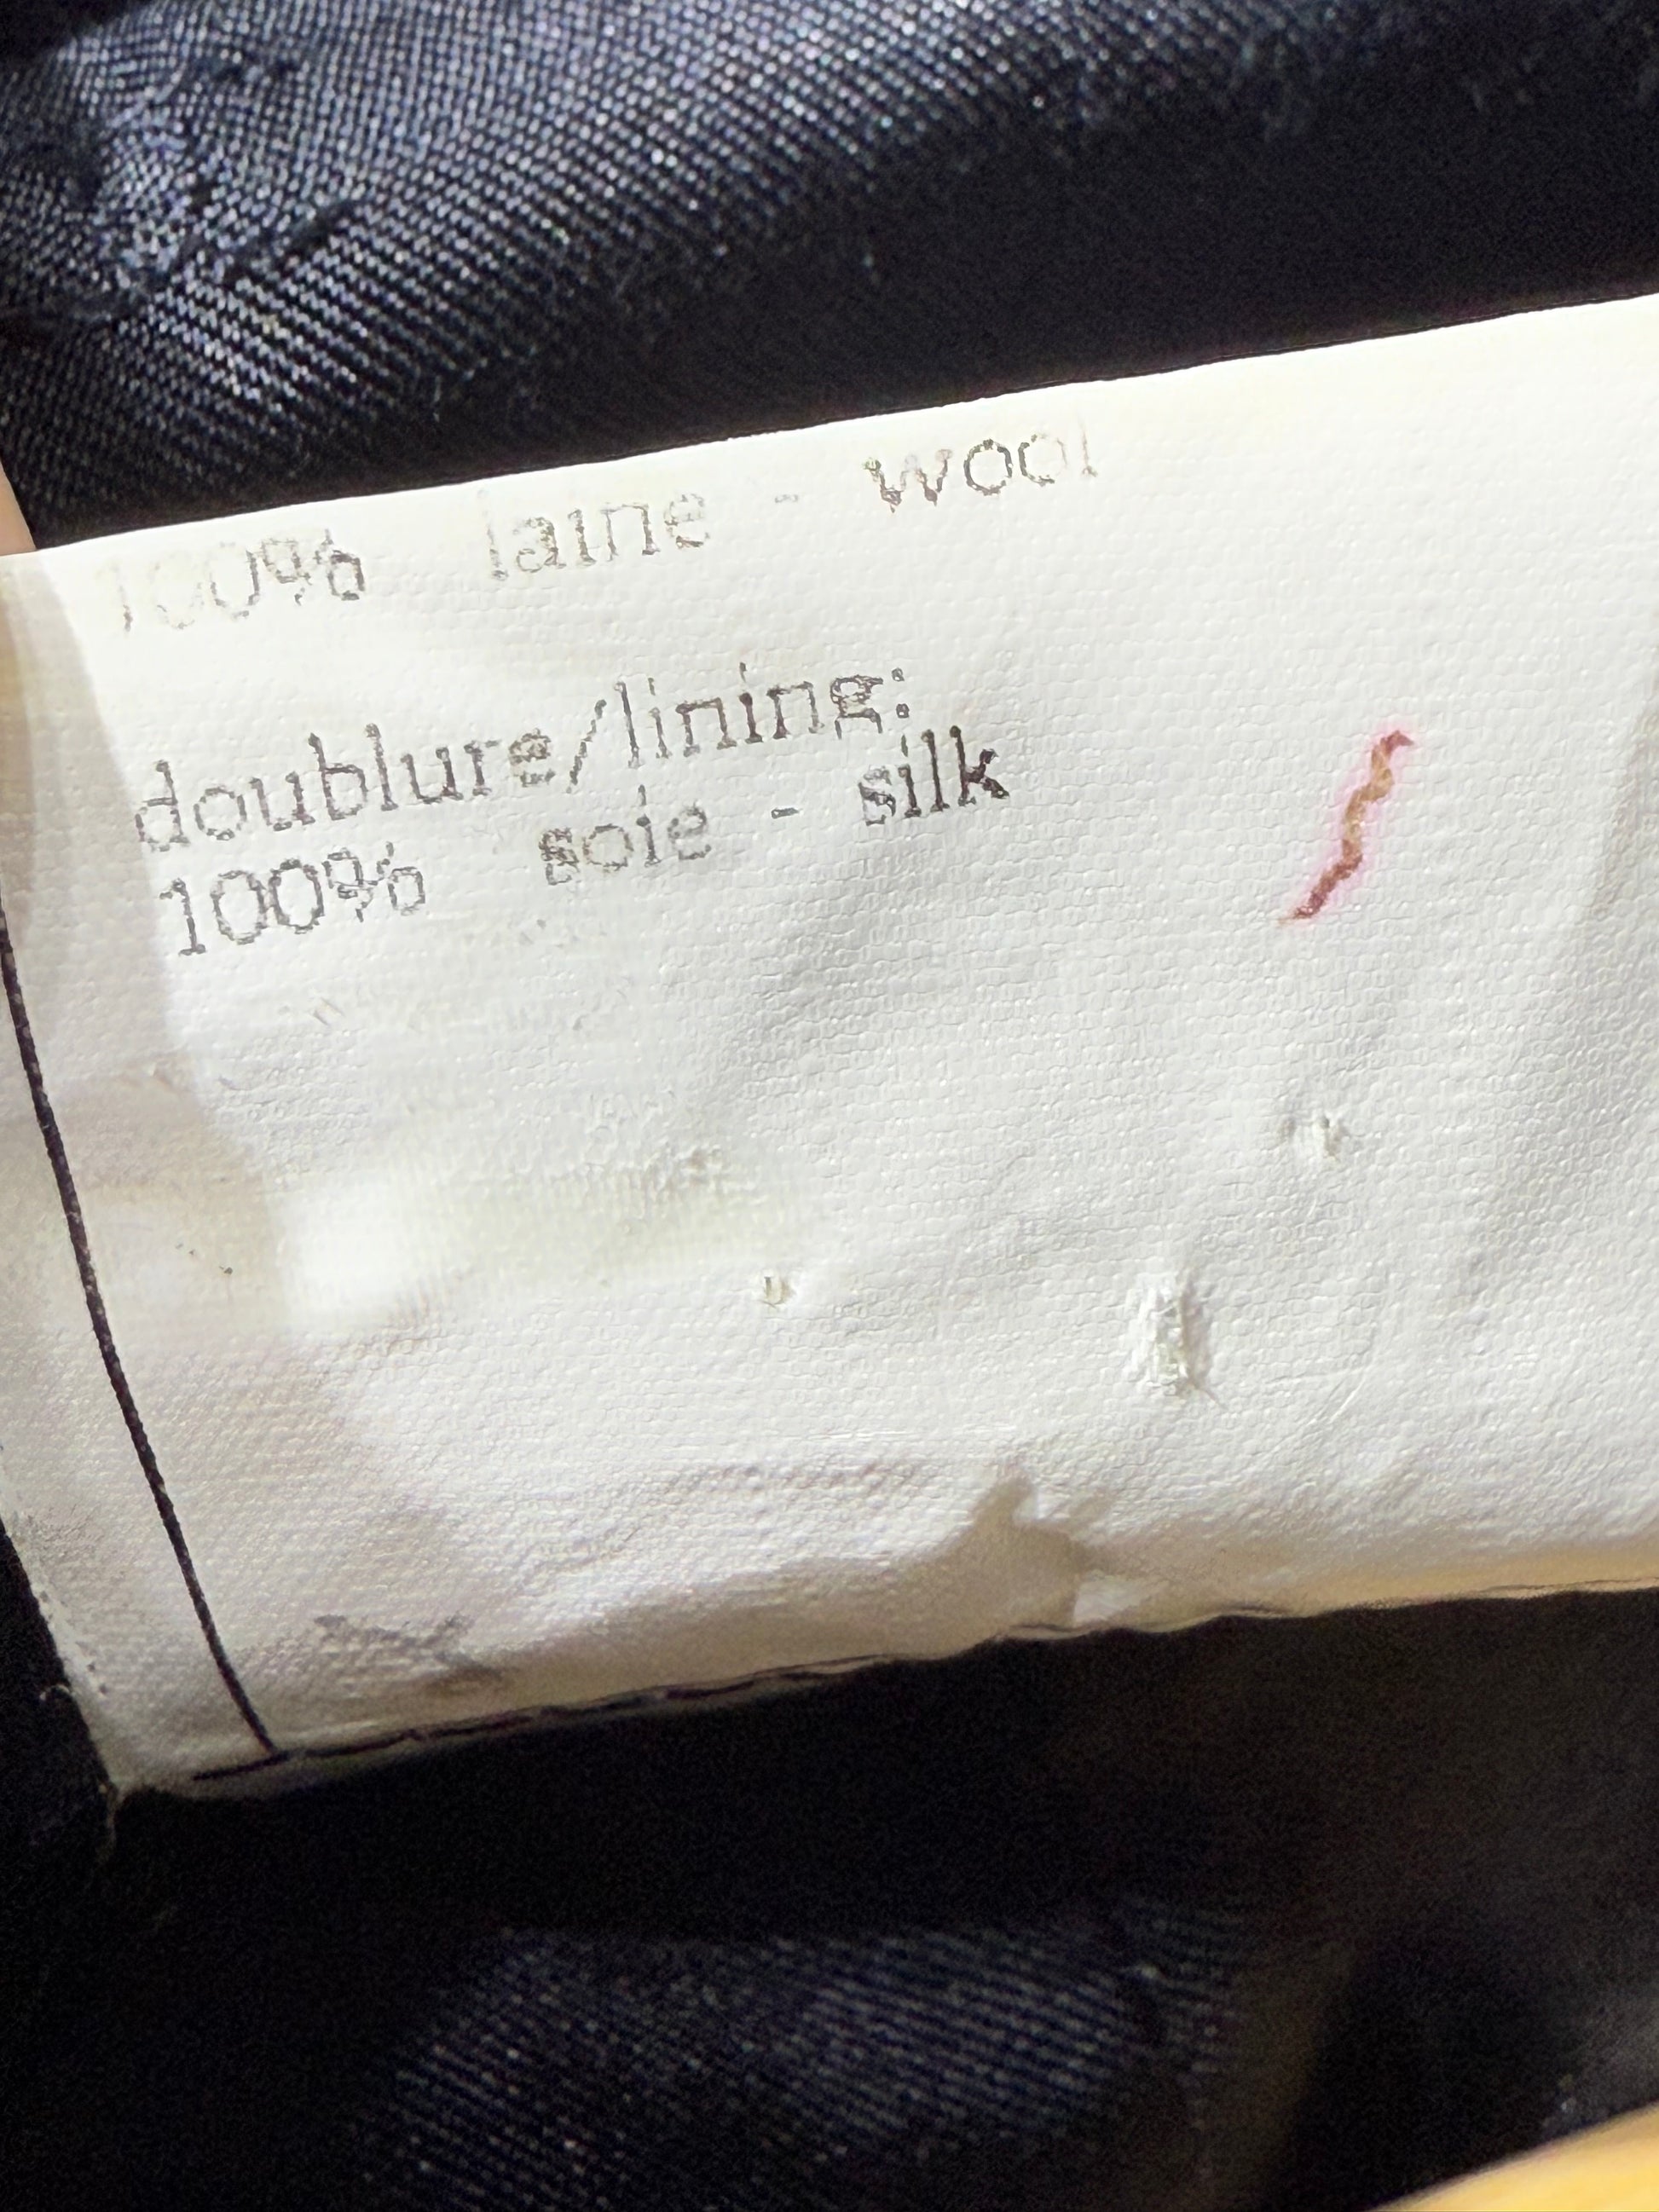 100% laine - wool
doublure/lining:
100% soie - silk